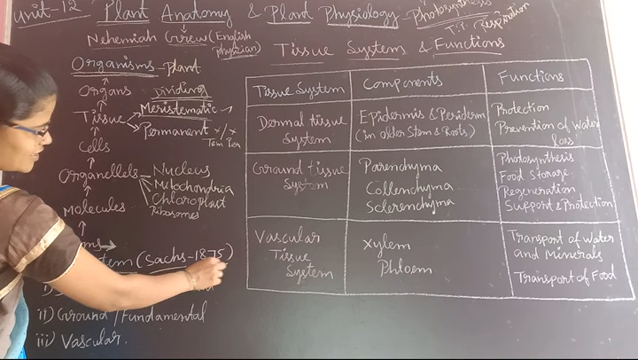 Unit-12 Plant Anatomy & Plant Physiology
Photosynthesis
Respiration
Nehemiah Grew (English
physician)
Tissue System & Functions
Organisms - Plant
Organs
Dividing
Tissue Meristematic
Permanent
Cells
Organellels Nucleus
Mitochondria
Chloroplast
Ribosomes
Molecules
(Sachs-1875)
ii) Ground / Fundamental
iii) Vascular.
Tissue System Components Functions
Dermal tissue System
Epidermis & Periderm
(in older Stem & Roots)
Protection
Prevention of Water
loss
Ground tissue
System
Parenchyma
Collenchyma
Sclerenchyma
Photosynthesis
Food Storage
Regeneration
Support & Protection
Vascular
Tissue
System
Xylem
Phloem
Transport of Water
and Minerals
Transport of Food